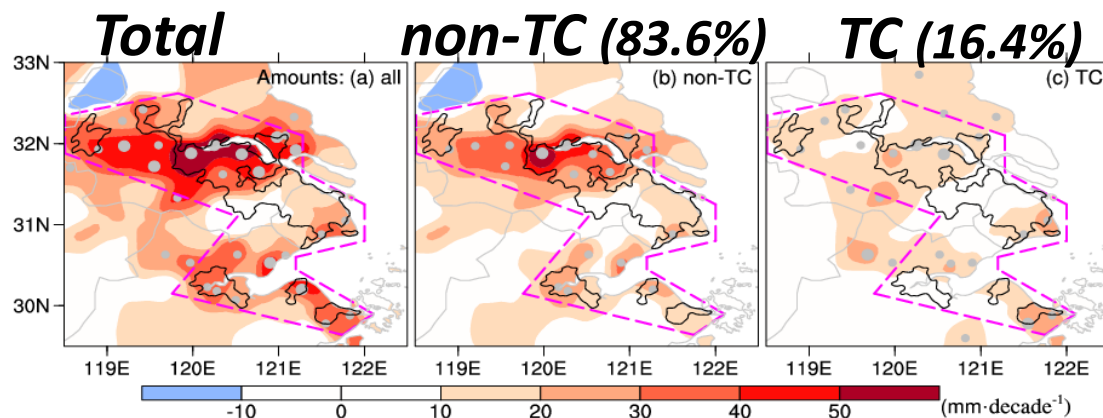 Total non-TC (83.6%) TC (16.4%)
Amounts: (a) all (b) non-TC (c) TC
33N
32N
31N
30N
119E 120E 121E 122E 119E 120E 121E 122E 119E 120E 121E 122E
-10 0 10 20 30 40 50 (mm·decade⁻¹)